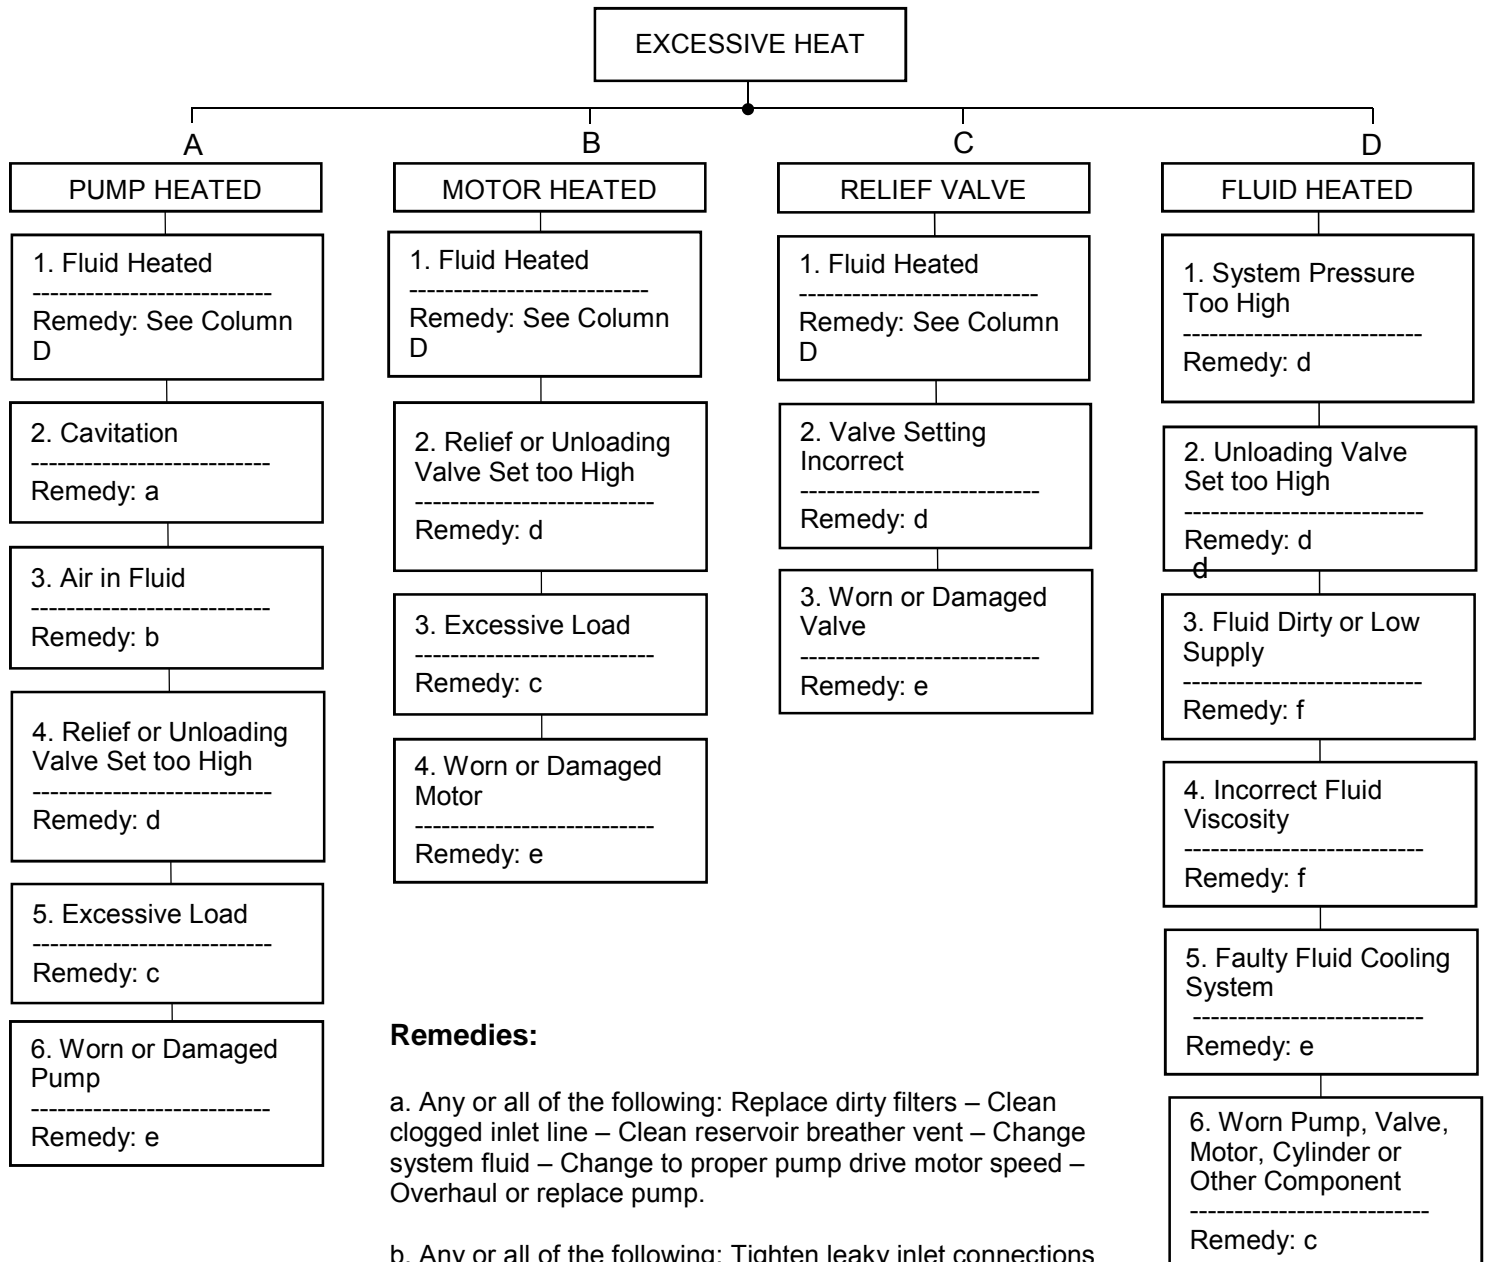 EXCESSIVE HEAT
A
PUMP HEATED
1. Fluid Heated
---------------------------
Remedy: See Column
D
2. Cavitation
---------------------------
Remedy: a
3. Air in Fluid
---------------------------
Remedy: b
4. Relief or Unloading
Valve Set too High
---------------------------
Remedy: d
5. Excessive Load
---------------------------
Remedy: c
6. Worn or Damaged
Pump
---------------------------
Remedy: e
B
MOTOR HEATED
1. Fluid Heated
---------------------------
Remedy: See Column
D
2. Relief or Unloading
Valve Set too High
---------------------------
Remedy: d
3. Excessive Load
---------------------------
Remedy: c
4. Worn or Damaged
Motor
---------------------------
Remedy: e
C
RELIEF VALVE
1. Fluid Heated
---------------------------
Remedy: See Column
D
2. Valve Setting
Incorrect
---------------------------
Remedy: d
3. Worn or Damaged
Valve
---------------------------
Remedy: e
D
FLUID HEATED
1. System Pressure
Too High
---------------------------
Remedy: d
2. Unloading Valve
Set too High
---------------------------
Remedy: d
d
3. Fluid Dirty or Low
Supply
---------------------------
Remedy: f
4. Incorrect Fluid
Viscosity
---------------------------
Remedy: f
5. Faulty Fluid Cooling
System
--------------------------
Remedy: e
6. Worn Pump, Valve,
Motor, Cylinder or
Other Component
---------------------------
Remedy: c
Remedies:
a. Any or all of the following: Replace dirty filters – Clean
clogged inlet line – Clean reservoir breather vent – Change
system fluid – Change to proper pump drive motor speed –
Overhaul or replace pump.
b. Any or all of the following: Tighten leaky inlet connections